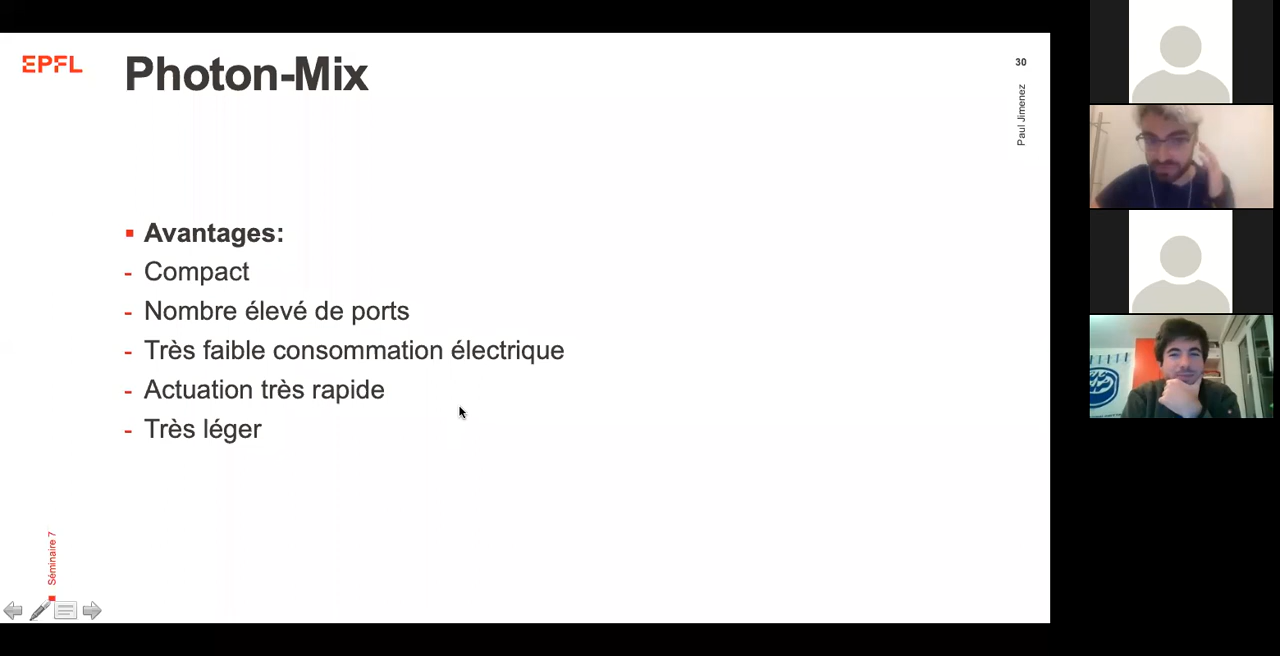 EPFL
Photon-Mix
30
Paul Jimenez
Avantages:
- Compact
- Nombre élevé de ports
- Très faible consommation électrique
- Actuation très rapide
- Très léger
Séminaire 7